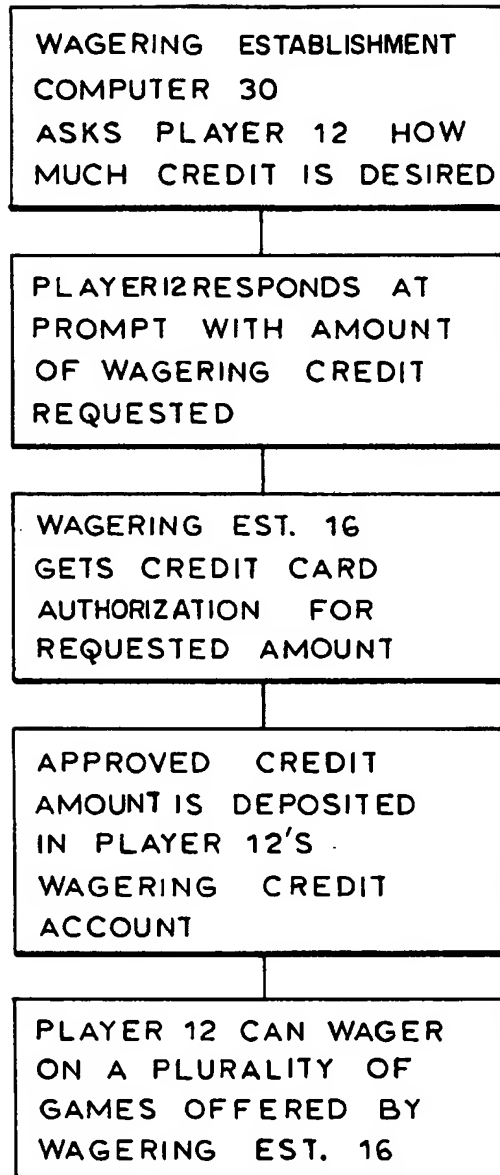 WAGERING ESTABLISHMENT
COMPUTER 30
ASKS PLAYER 12 HOW
MUCH CREDIT IS DESIRED
PLAYER12RESPONDS AT
PROMPT WITH AMOUNT
OF WAGERING CREDIT
REQUESTED
WAGERING EST. 16
GETS CREDIT CARD
AUTHORIZATION FOR
REQUESTED AMOUNT
APPROVED CREDIT
AMOUNT IS DEPOSITED
IN PLAYER 12'S
WAGERING CREDIT
ACCOUNT
PLAYER 12 CAN WAGER
ON A PLURALITY OF
GAMES OFFERED BY
WAGERING EST. 16